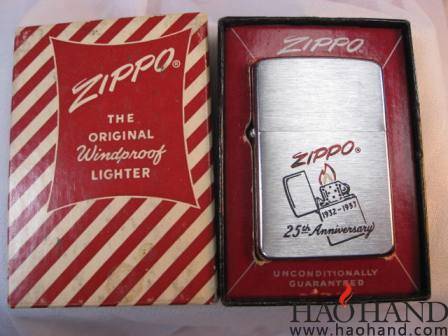 ZIPPO®
THE
ORIGINAL
Windproof
LIGHTER
ZIPPO
ZIPPO®
1932-1957
25th Anniversary
UNCONDITIONALLY
GUARANTEED
HAOHAND
www.haohand.com